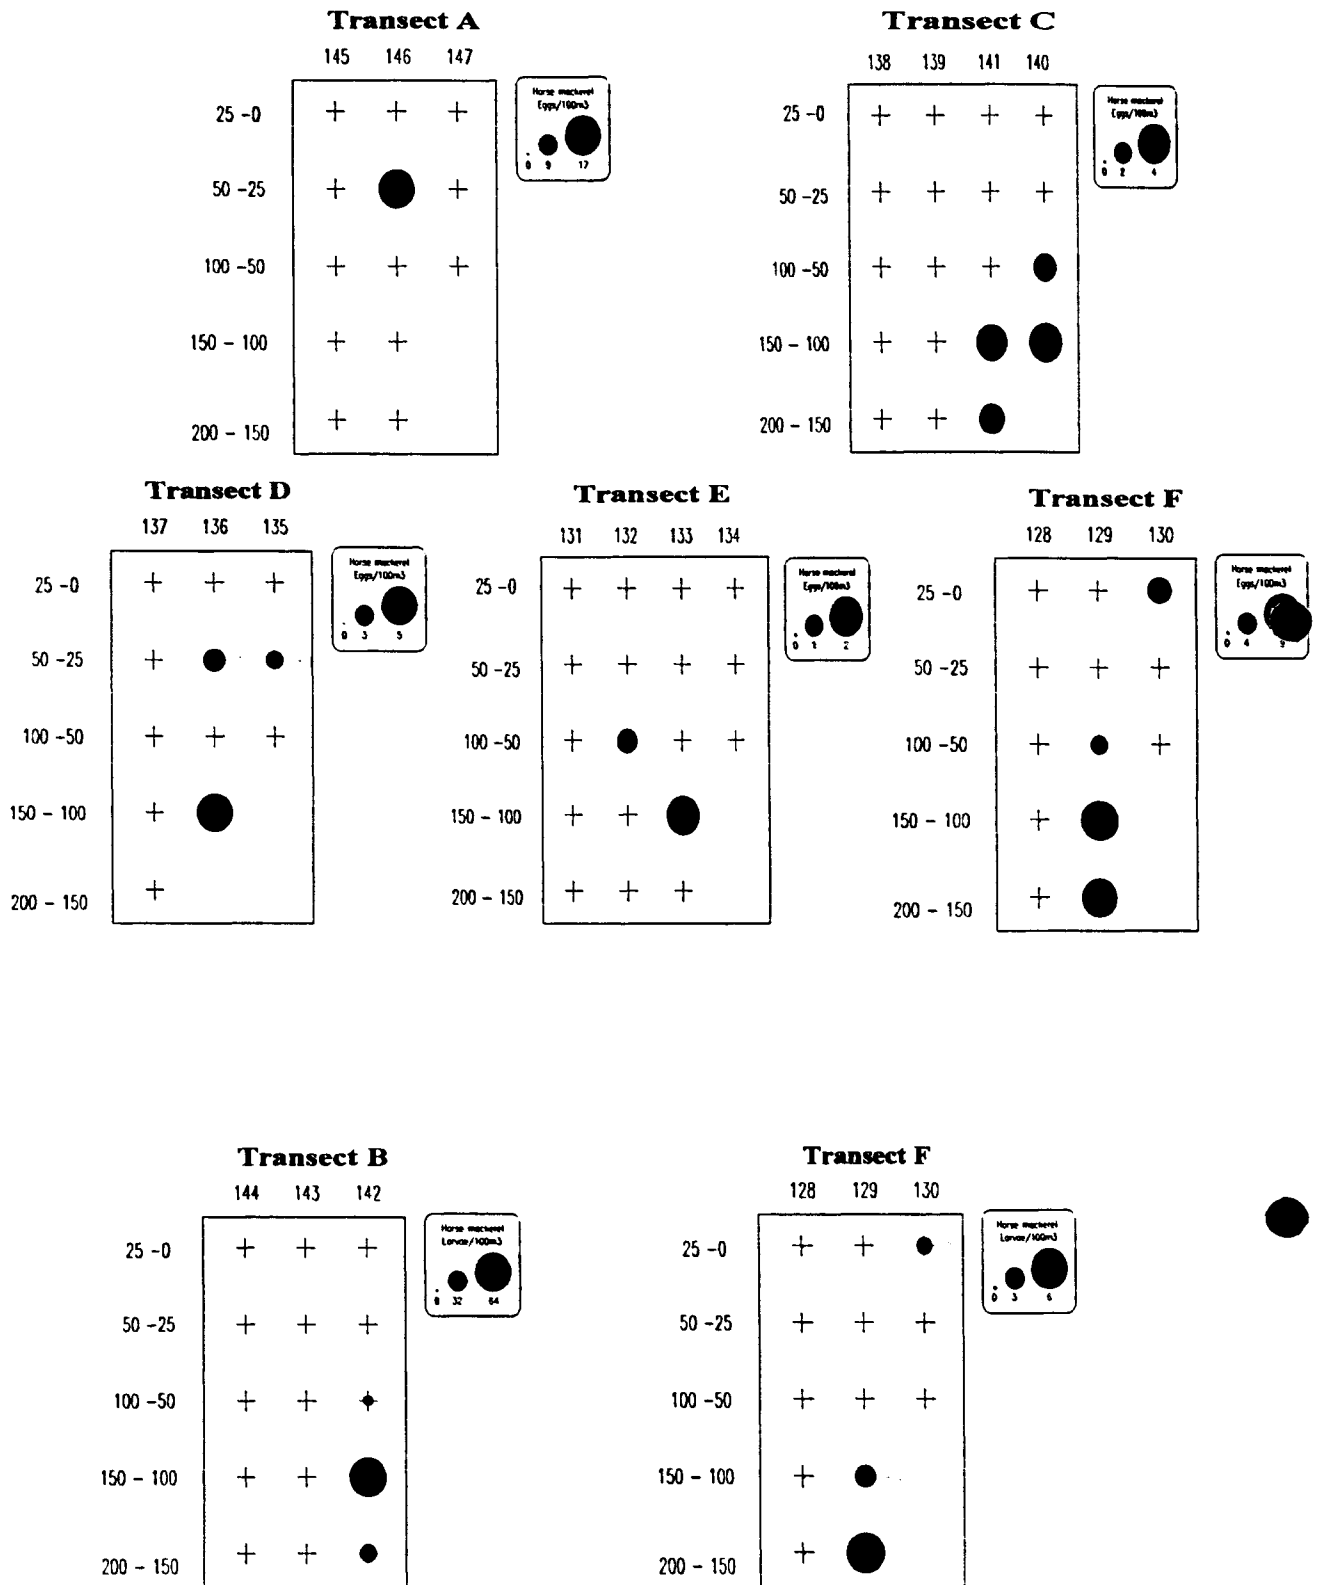 Transect A
145 146 147
25 -0
50 -25
100 -50
150 - 100
200 - 150
Horse mackerel
Eggs/100m3
0 9 17
Transect C
138 139 141 140
25 -0
50 -25
100 -50
150 - 100
200 - 150
Horse mackerel
Eggs/100m3
0 2 4
Transect D
137 136 135
25 -0
50 -25
100 -50
150 - 100
200 - 150
Horse mackerel
Eggs/100m3
0 3 5
Transect E
131 132 133 134
25 -0
50 -25
100 -50
150 - 100
200 - 150
Horse mackerel
Eggs/100m3
0 1 2
Transect F
128 129 130
25 -0
50 -25
100 -50
150 - 100
200 - 150
Horse mackerel
Eggs/100m3
0 4 9
Transect B
144 143 142
25 -0
50 -25
100 -50
150 - 100
200 - 150
Horse mackerel
Larvae/100m3
0 32 64
Transect F
128 129 130
25 -0
50 -25
100 -50
150 - 100
200 - 150
Horse mackerel
Larvae/100m3
0 3 6